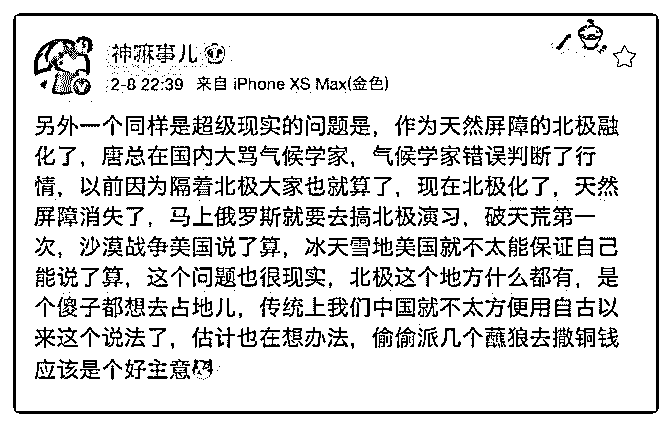 神嘛事儿
2-8 22:39 来自 iPhone XS Max(金色)
另外一个同样是超级现实的问题是，作为天然屏障的北极融
化了，唐总在国内大骂气候学家，气候学家错误判断了行
情，以前因为隔着北极大家也就算了，现在北极化了，天然
屏障消失了，马上俄罗斯就要去搞北极演习，破天荒第一
次，沙漠战争美国说了算，冰天雪地美国就不太能保证自己
能说了算，这个问题也很现实，北极这个地方什么都有，是
个傻子都想去占地儿，传统上我们中国就不太方便用自古以
来这个说法了，估计也在想办法，偷偷派几个蘸狼去撒铜钱
应该是个好主意